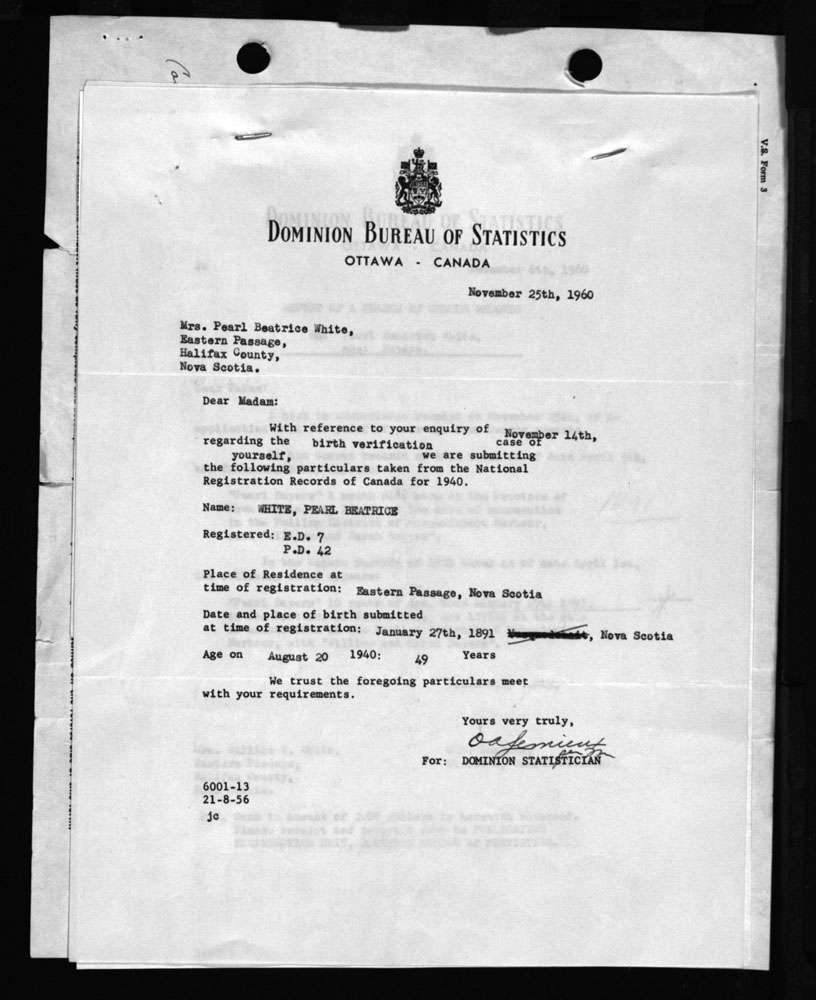 V.S. Form 3
DOMINION BUREAU OF STATISTICS
OTTAWA - CANADA
November 25th, 1960
Mrs. Pearl Beatrice White,
Eastern Passage,
Halifax County,
Nova Scotia.
Dear Madam:
With reference to your enquiry of November 14th,
regarding the birth verification case of
yourself, we are submitting
the following particulars taken from the National
Registration Records of Canada for 1940.
Name: WHITE, PEARL BEATRICE
Registered: E.D. 7
P.D. 42
Place of Residence at
time of registration: Eastern Passage, Nova Scotia
Date and place of birth submitted
at time of registration: January 27th, 1891 , Nova Scotia
Age on August 20 1940: 49 Years
We trust the foregoing particulars meet
with your requirements.
Yours very truly,
For: DOMINION STATISTICIAN
6001-13
21-8-56
jc